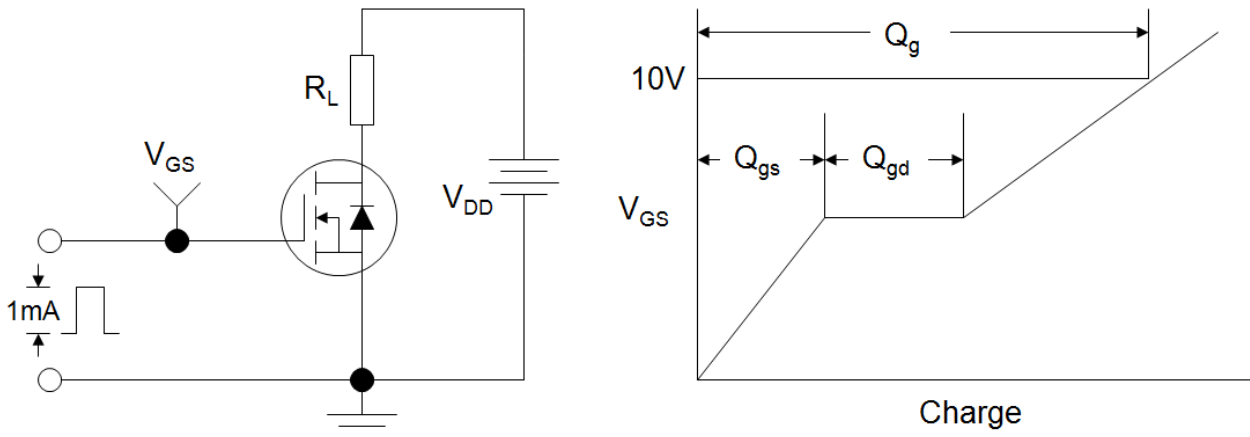 R_L
V_GS
V_DD
1mA
Q_g
10V
Q_gs
Q_gd
V_GS
Charge